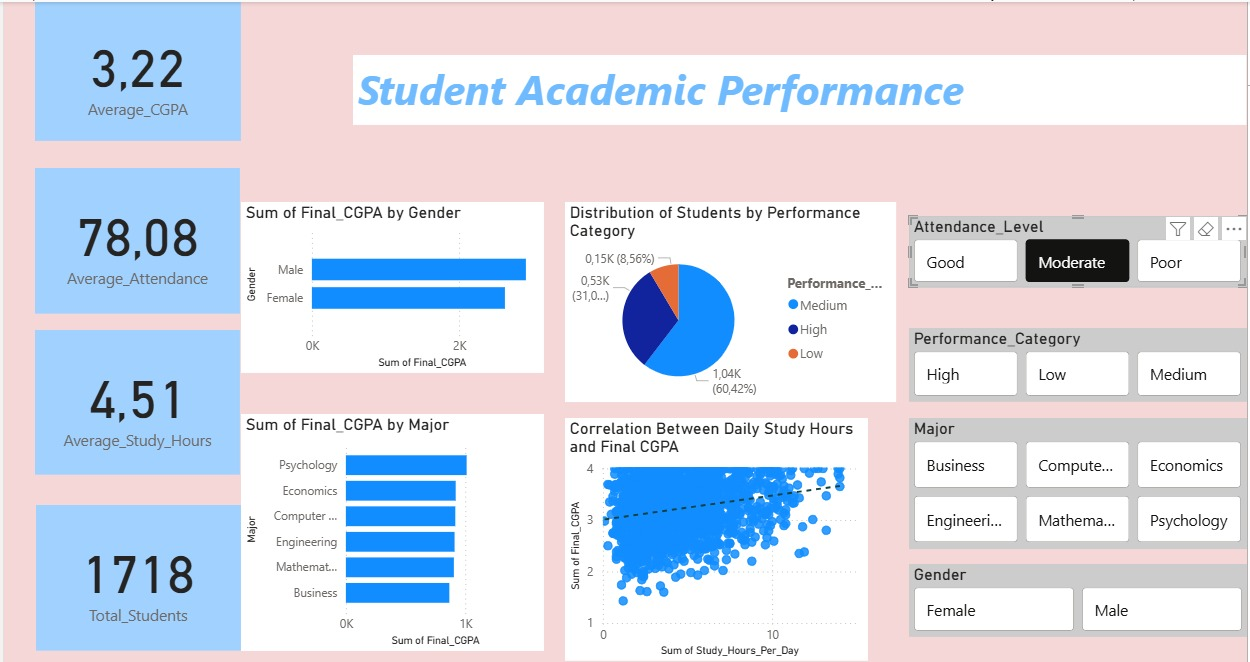 3,22
Average_CGPA
Student Academic Performance
78,08
Average_Attendance
4,51
Average_Study_Hours
1718
Total_Students
Sum of Final_CGPA by Gender
Gender
Male
Female
0K
2K
Sum of Final_CGPA
Distribution of Students by Performance
Category
0,15K (8,56%)
0,53K
(31,0...)
1,04K
(60,42%)
Performance_...
Medium
High
Low
Sum of Final_CGPA by Major
Major
Psychology
Economics
Computer ...
Engineering
Mathemat...
Business
0K
1K
Sum of Final_CGPA
Correlation Between Daily Study Hours
and Final CGPA
Sum of Final_CGPA
4
3
2
1
0
10
Sum of Study_Hours_Per_Day
Attendance_Level
...
Good
Moderate
Poor
Performance_Category
High
Low
Medium
Major
Business
Compute...
Economics
Engineeri...
Mathema...
Psychology
Gender
Female
Male